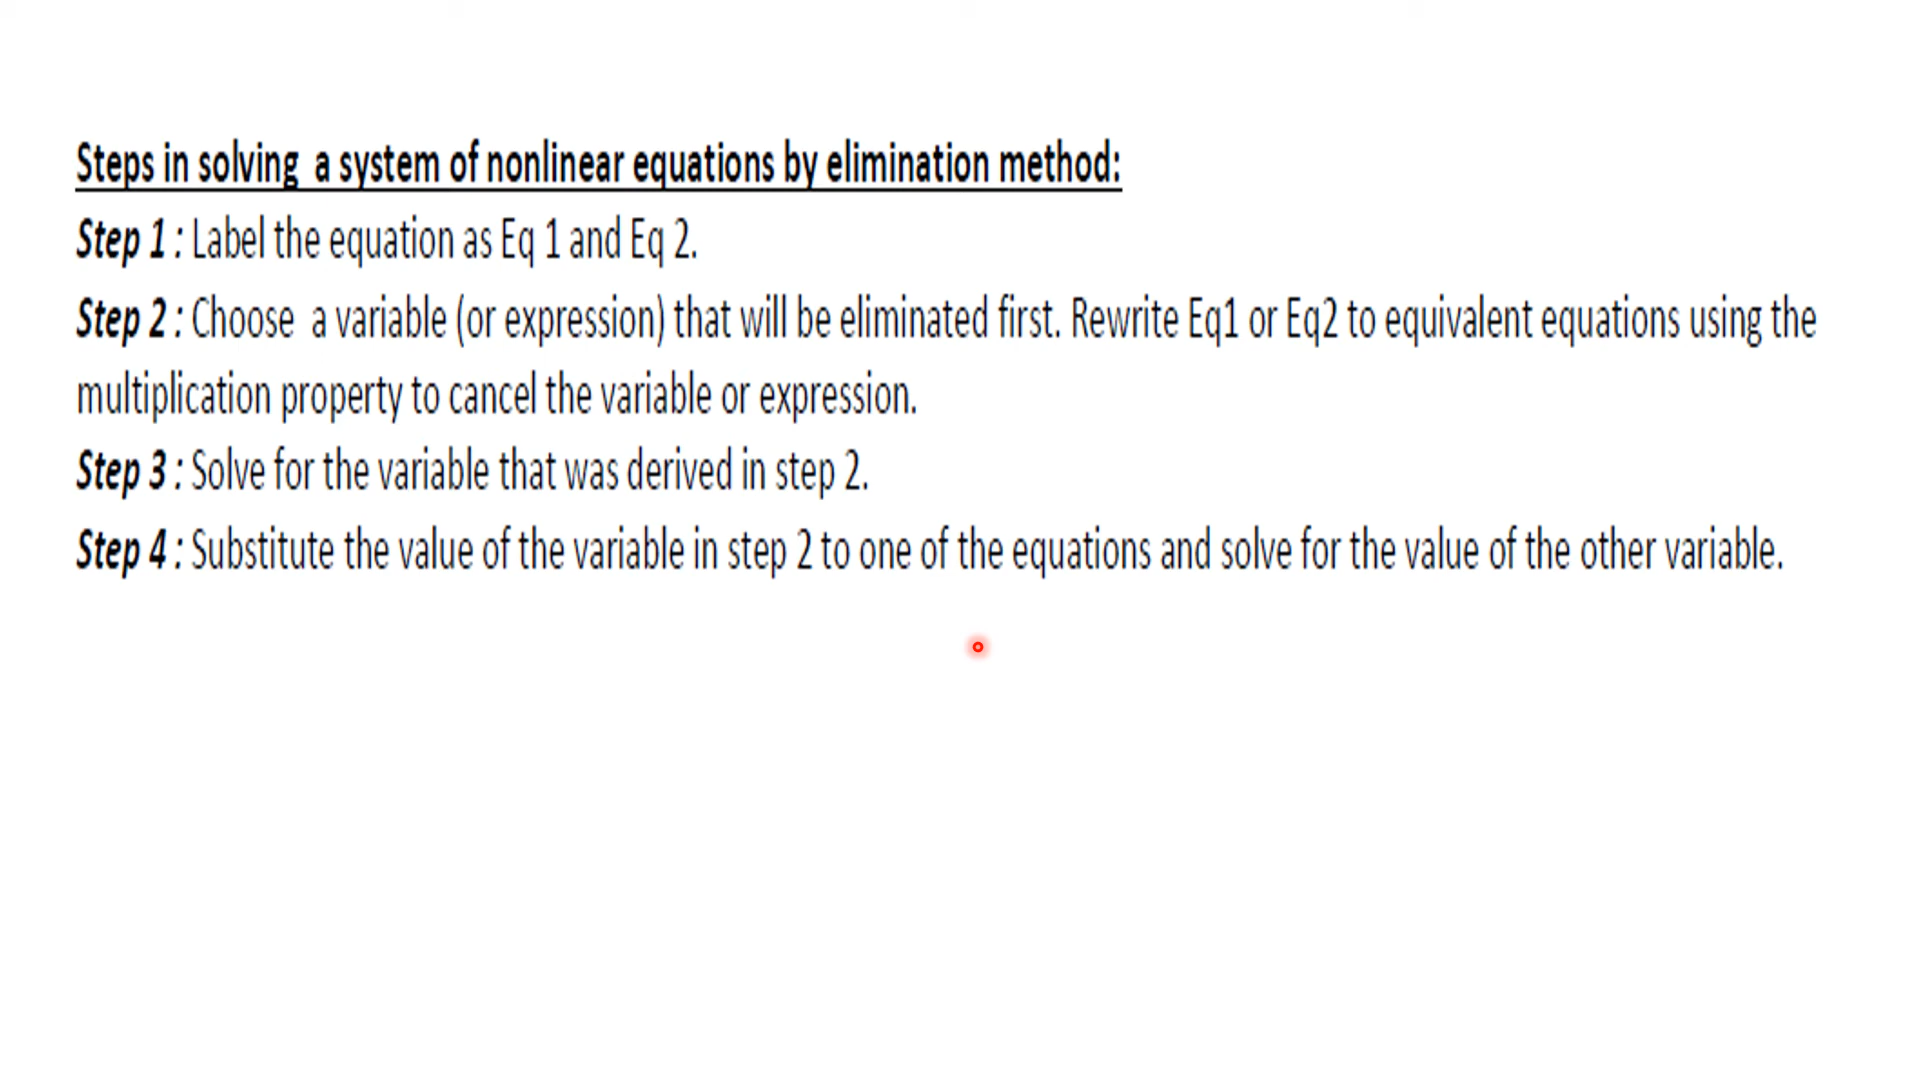 Steps in solving a system of nonlinear equations by elimination method:
Step 1 : Label the equation as Eq 1 and Eq 2.
Step 2 : Choose a variable (or expression) that will be eliminated first. Rewrite Eq1 or Eq2 to equivalent equations using the
multiplication property to cancel the variable or expression.
Step 3 : Solve for the variable that was derived in step 2.
Step 4 : Substitute the value of the variable in step 2 to one of the equations and solve for the value of the other variable.